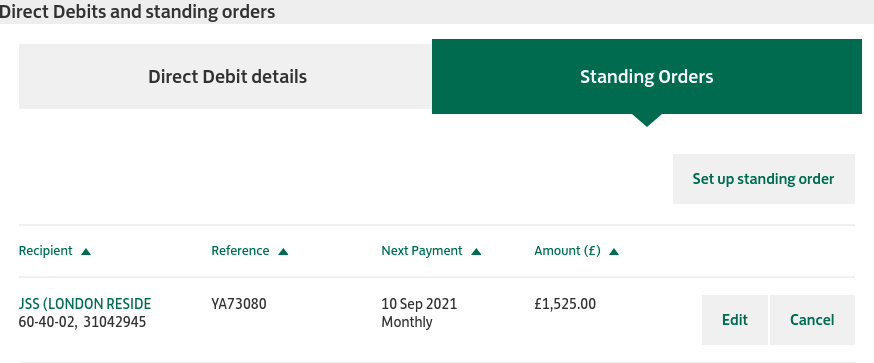 Direct Debits and standing orders
Direct Debit details
Standing Orders
Set up standing order
Recipient Reference Next Payment Amount (£)
JSS (LONDON RESIDE YA73080 10 Sep 2021 £1,525.00 Edit Cancel
60-40-02, 31042945 Monthly